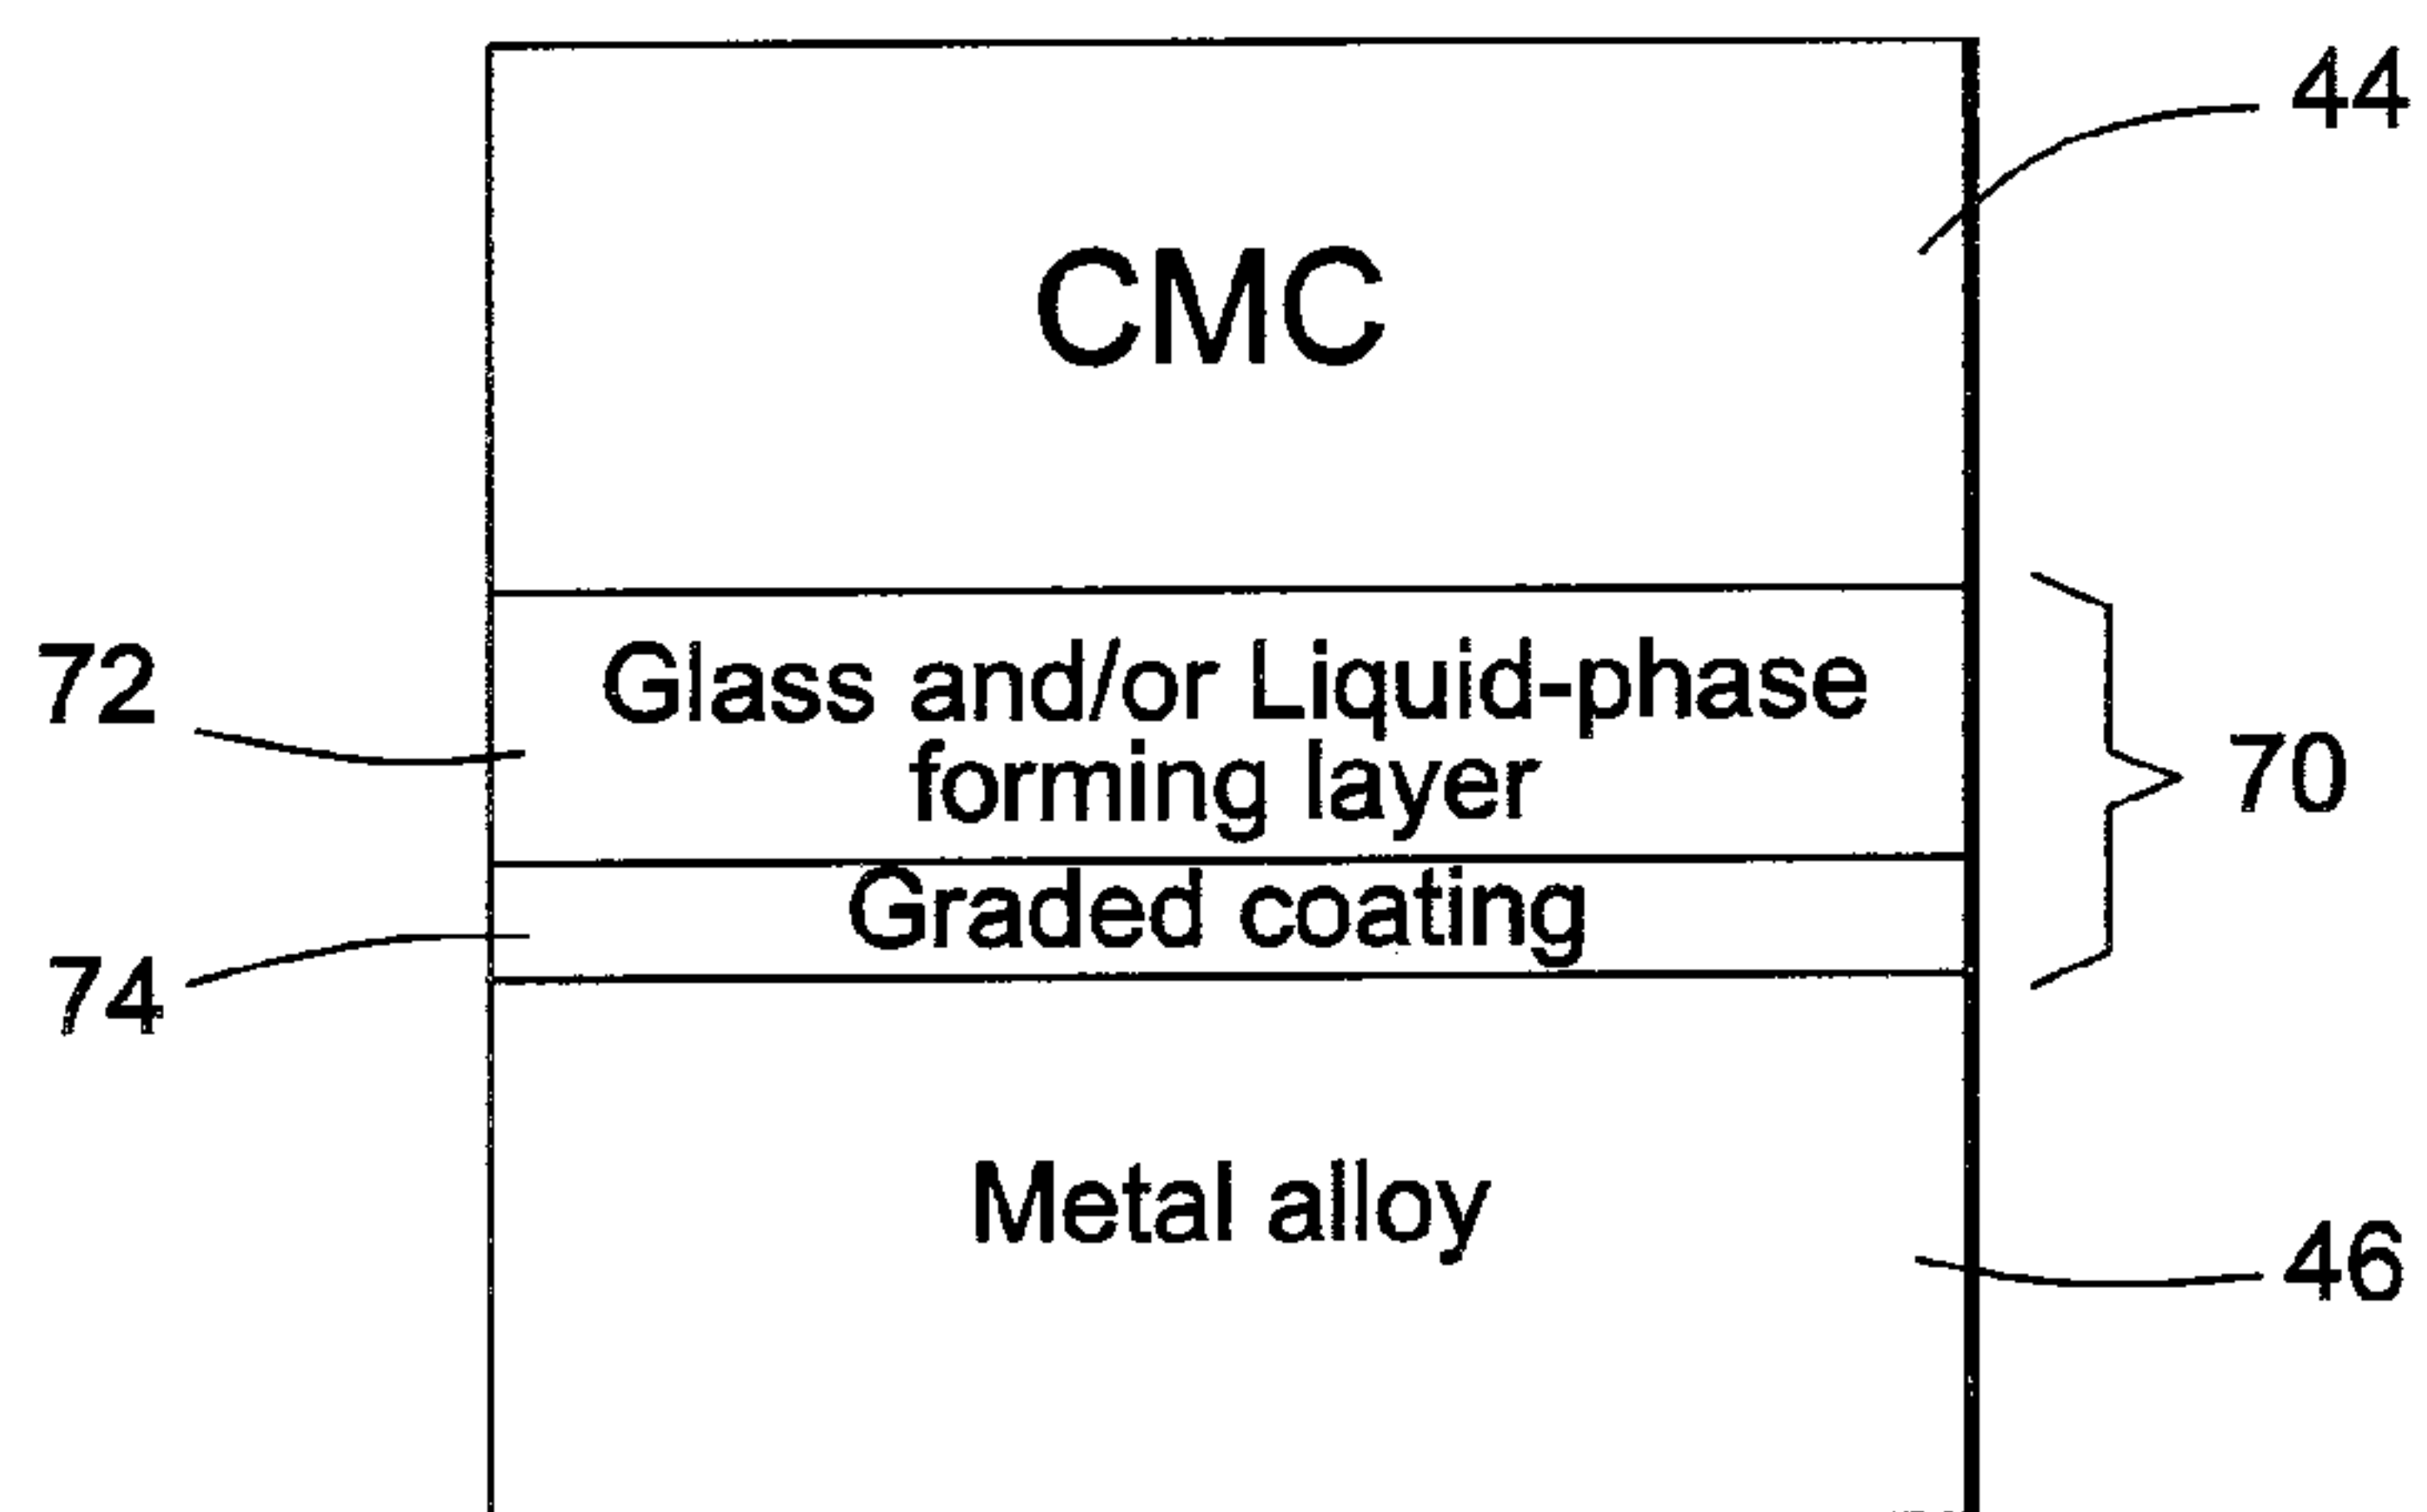 44
CMC
72
Glass and/or Liquid-phase
forming layer
70
Graded coating
74
Metal alloy
46